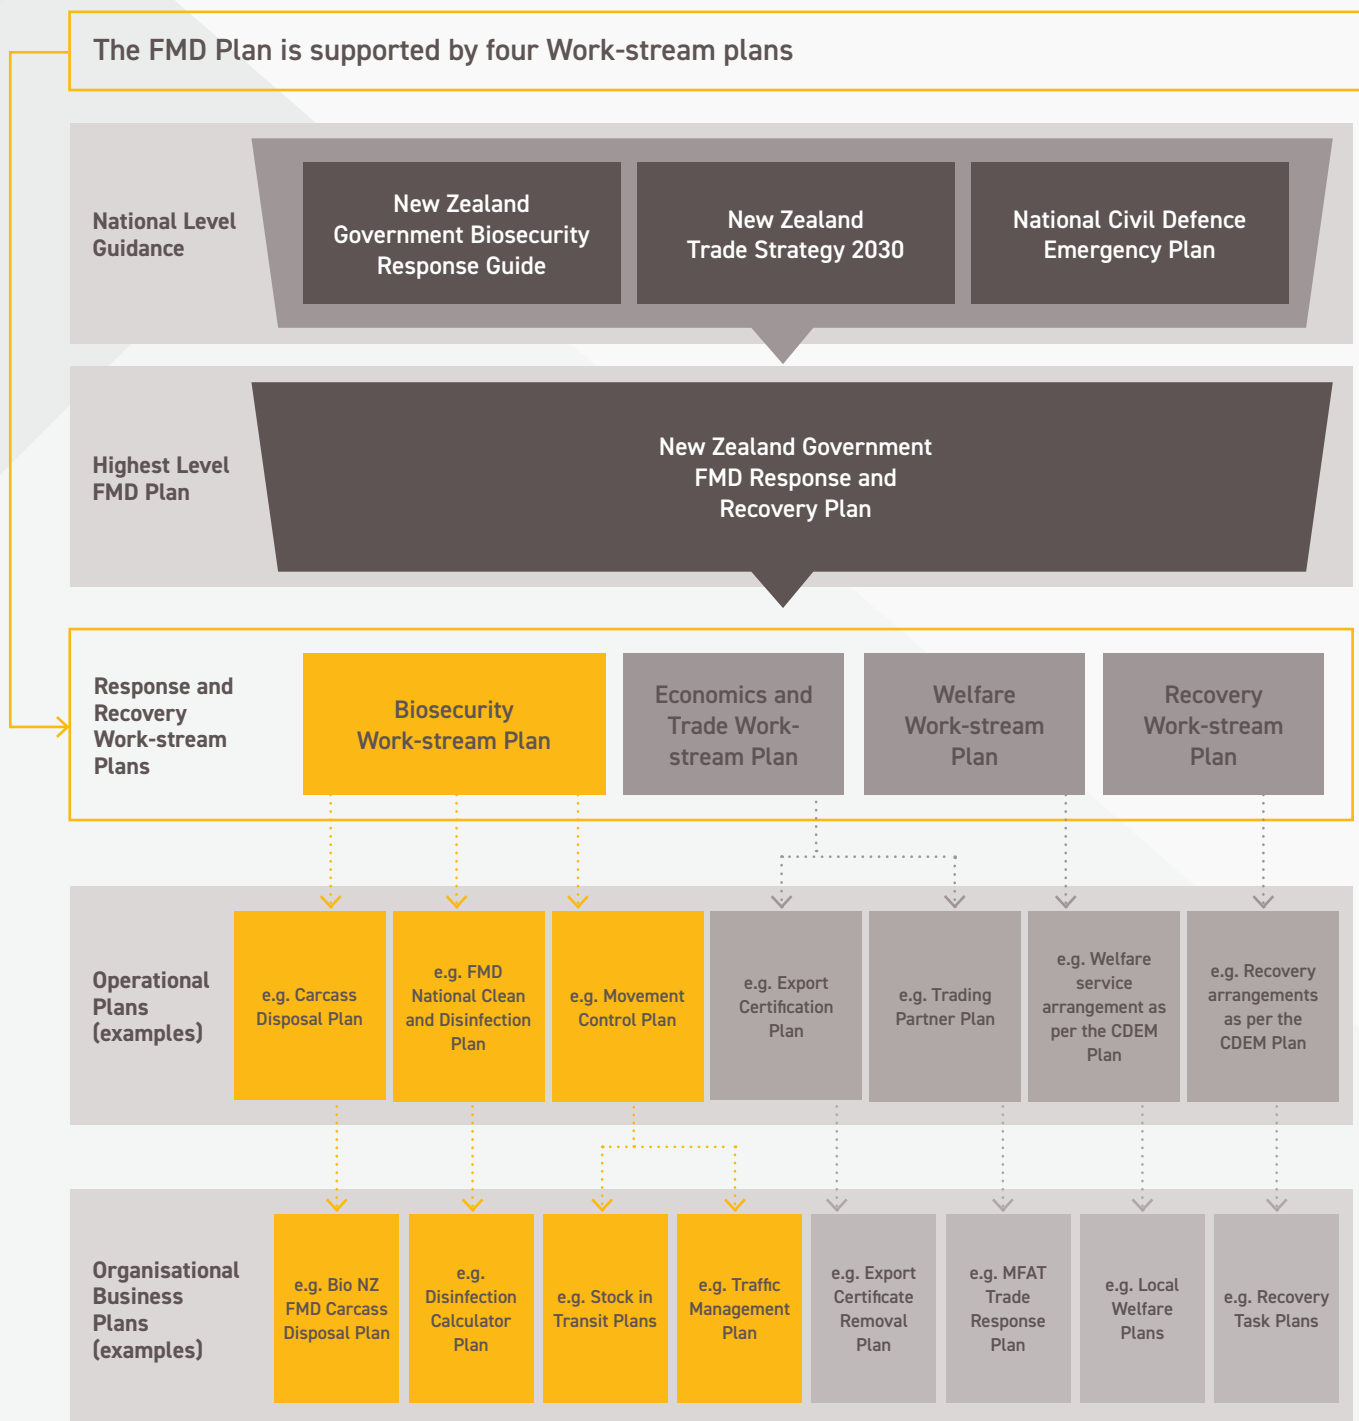 The FMD Plan is supported by four Work-stream plans
National Level
Guidance
New Zealand
Government Biosecurity
Response Guide
New Zealand
Trade Strategy 2030
National Civil Defence
Emergency Plan
Highest Level
FMD Plan
New Zealand Government
FMD Response and
Recovery Plan
Response and
Recovery
Work-stream
Plans
Biosecurity
Work-stream Plan
Economics and
Trade Work-
stream Plan
Welfare
Work-stream
Plan
Recovery
Work-stream
Plan
Operational
Plans
(examples)
e.g. Carcass
Disposal Plan
e.g. FMD
National Clean
and Disinfection
Plan
e.g. Movement
Control Plan
e.g. Export
Certification
Plan
e.g. Trading
Partner Plan
e.g. Welfare
service
arrangement as
per the CDEM
Plan
e.g. Recovery
arrangements
as per the
CDEM Plan
Organisational
Business
Plans
(examples)
e.g. Bio NZ
FMD Carcass
Disposal Plan
e.g.
Disinfection
Calculator
Plan
e.g. Stock in
Transit Plans
e.g. Traffic
Management
Plan
e.g. Export
Certificate
Removal
Plan
e.g. MFAT
Trade
Response
Plan
e.g. Local
Welfare
Plans
e.g. Recovery
Task Plans